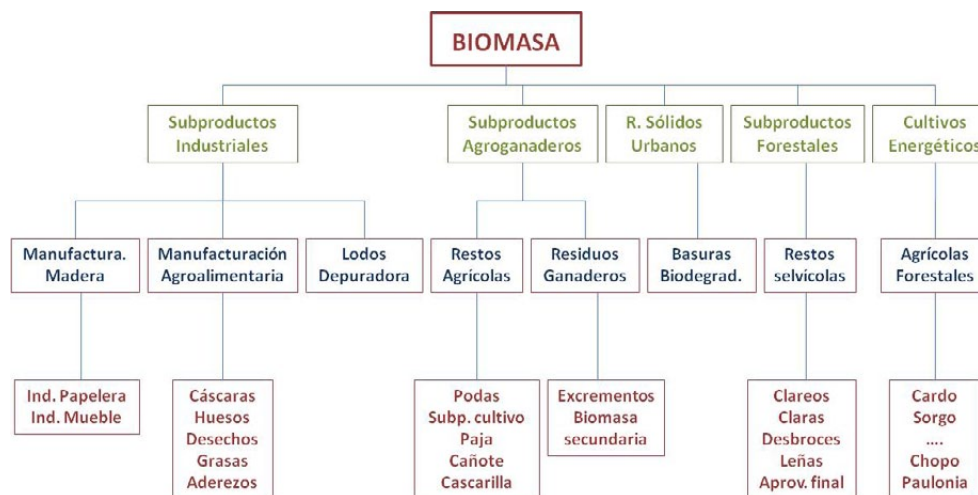 BIOMASA
Subproductos
Industriales
Subproductos
Agroganaderos
R. Sólidos
Urbanos
Subproductos
Forestales
Cultivos
Energéticos
Manufactura.
Madera
Manufacturación
Agroalimentaria
Lodos
Depuradora
Restos
Agrícolas
Residuos
Ganaderos
Basuras
Biodegrad.
Restos
selvícolas
Agrícolas
Forestales
Ind. Papelera
Ind. Mueble
Cáscaras
Huesos
Desechos
Grasas
Aderezos
Podas
Subp. cultivo
Paja
Cañote
Cascarilla
Excrementos
Biomasa
secundaria
Clareos
Claras
Desbroces
Leñas
Aprov. final
Cardo
Sorgo
....
Chopo
Paulonia